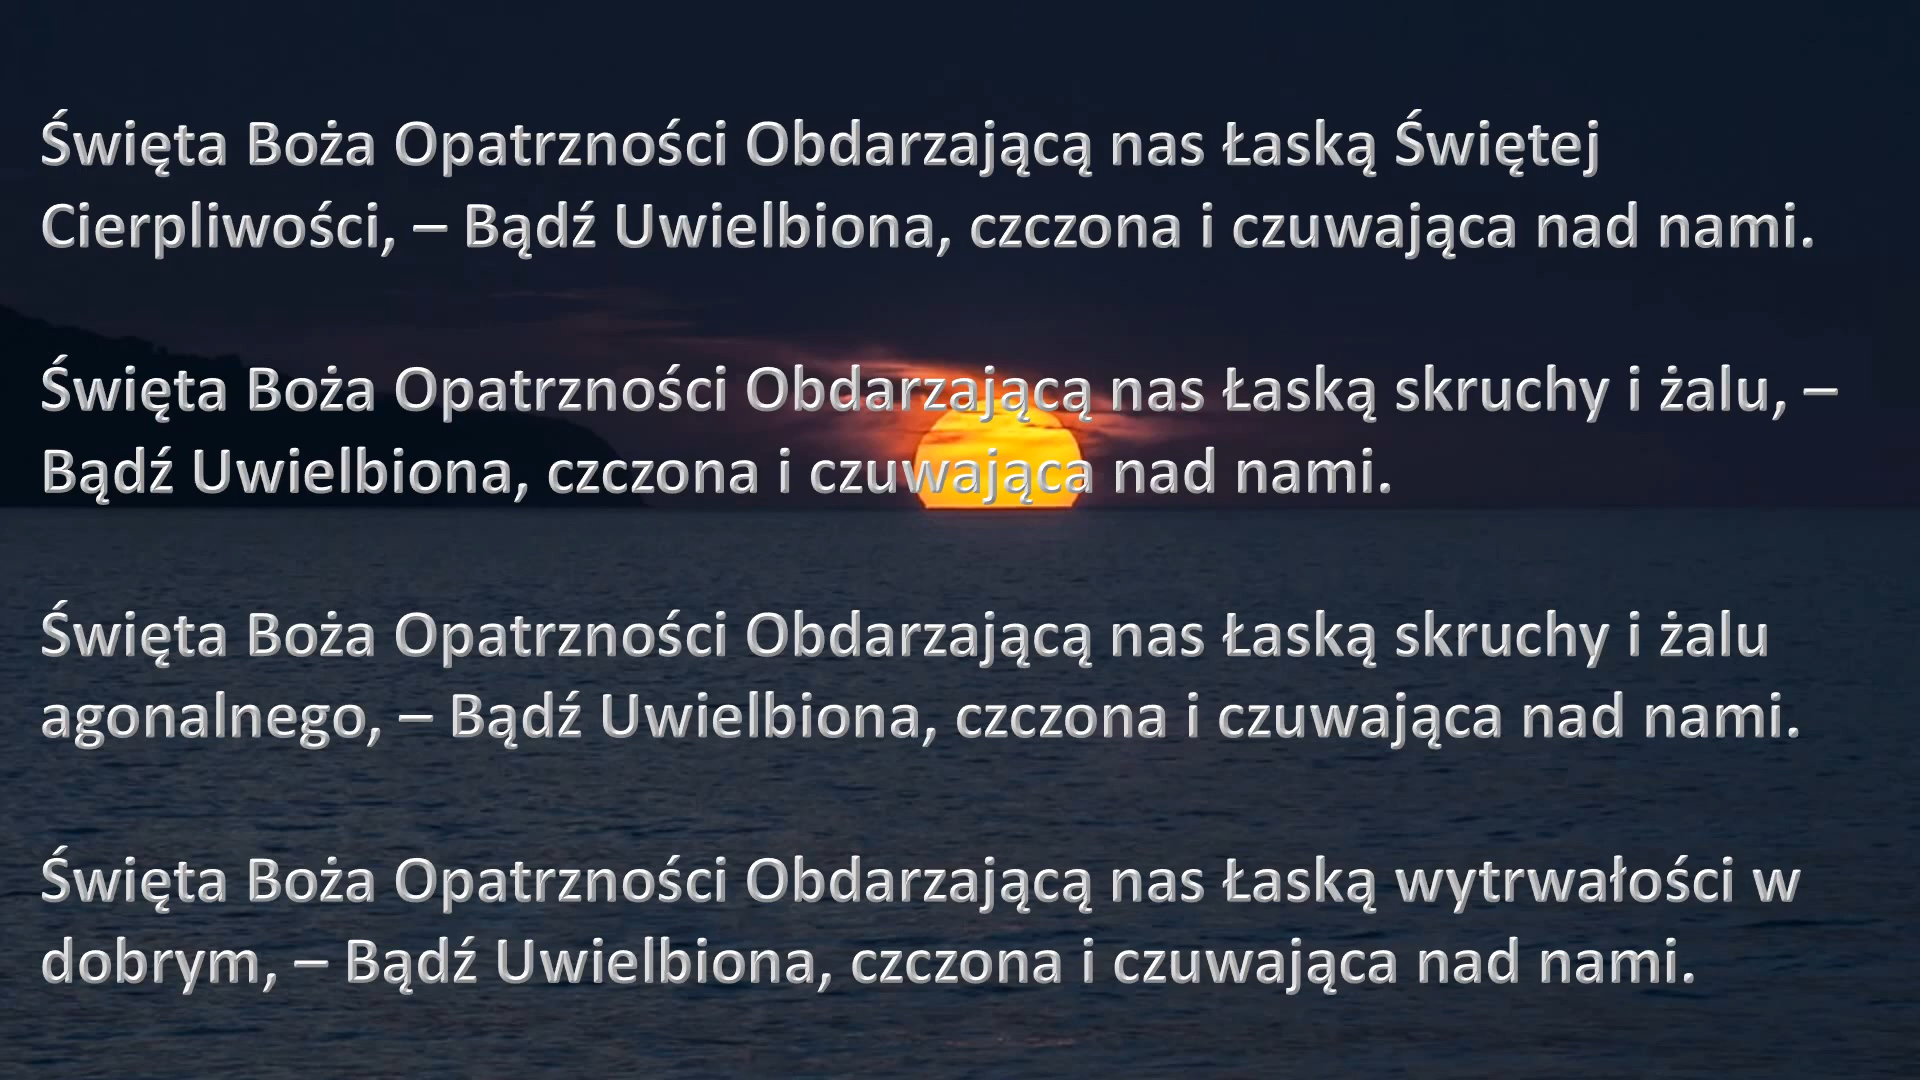 Święta Boża Opatrzności Obdarzającą nas Łaską Świętej
Cierpliwości, – Bądź Uwielbiona, czczona i czuwająca nad nami.
Święta Boża Opatrzności Obdarzającą nas Łaską skruchy i żalu, –
Bądź Uwielbiona, czczona i czuwająca nad nami.
Święta Boża Opatrzności Obdarzającą nas Łaską skruchy i żalu
agonalnego, – Bądź Uwielbiona, czczona i czuwająca nad nami.
Święta Boża Opatrzności Obdarzającą nas Łaską wytrwałości w
dobrym, – Bądź Uwielbiona, czczona i czuwająca nad nami.